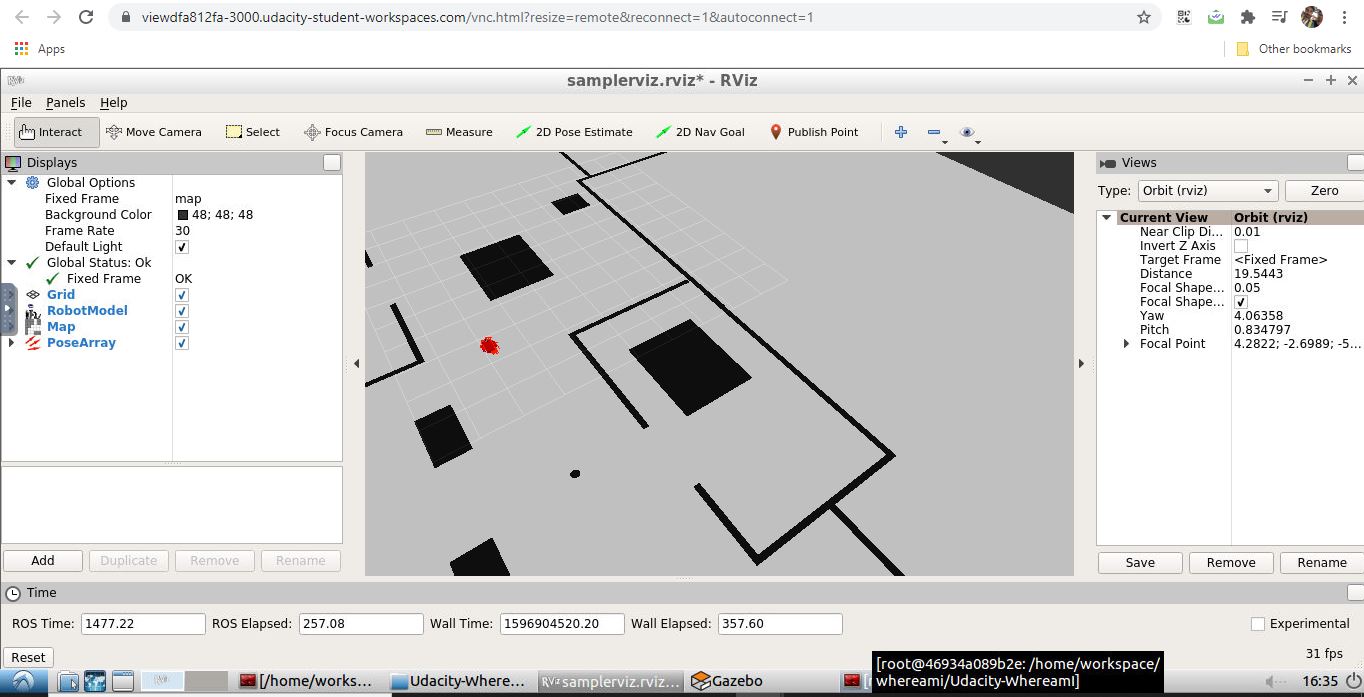 viewdfa812fa-3000.udacity-student-workspaces.com/vnc.html?resize=remote&reconnect=1&autoconnect=1
Apps
Other bookmarks
samplerviz.rviz* - RViz
File Panels Help
Interact Move Camera Select Focus Camera Measure 2D Pose Estimate 2D Nav Goal Publish Point
Displays
Global Options
Fixed Frame map
Background Color 48; 48; 48
Frame Rate 30
Default Light
Global Status: Ok
Fixed Frame OK
Grid
RobotModel
Map
PoseArray
Add Duplicate Remove Rename
Views
Type: Orbit (rviz) Zero
Current View Orbit (rviz)
Near Clip Di... 0.01
Invert Z Axis
Target Frame <Fixed Frame>
Distance 19.5443
Focal Shape... 0.05
Focal Shape...
Yaw 4.06358
Pitch 0.834797
Focal Point 4.2822; -2.6989; -5...
Save Remove Rename
Time
ROS Time: 1477.22 ROS Elapsed: 257.08 Wall Time: 1596904520.20 Wall Elapsed: 357.60 Experimental
Reset 31 fps
[/home/works... Udacity-Where... samplerviz.rviz... Gazebo
[root@46934a089b2e: /home/workspace/
whereami/Udacity-WhereamI]
16:35